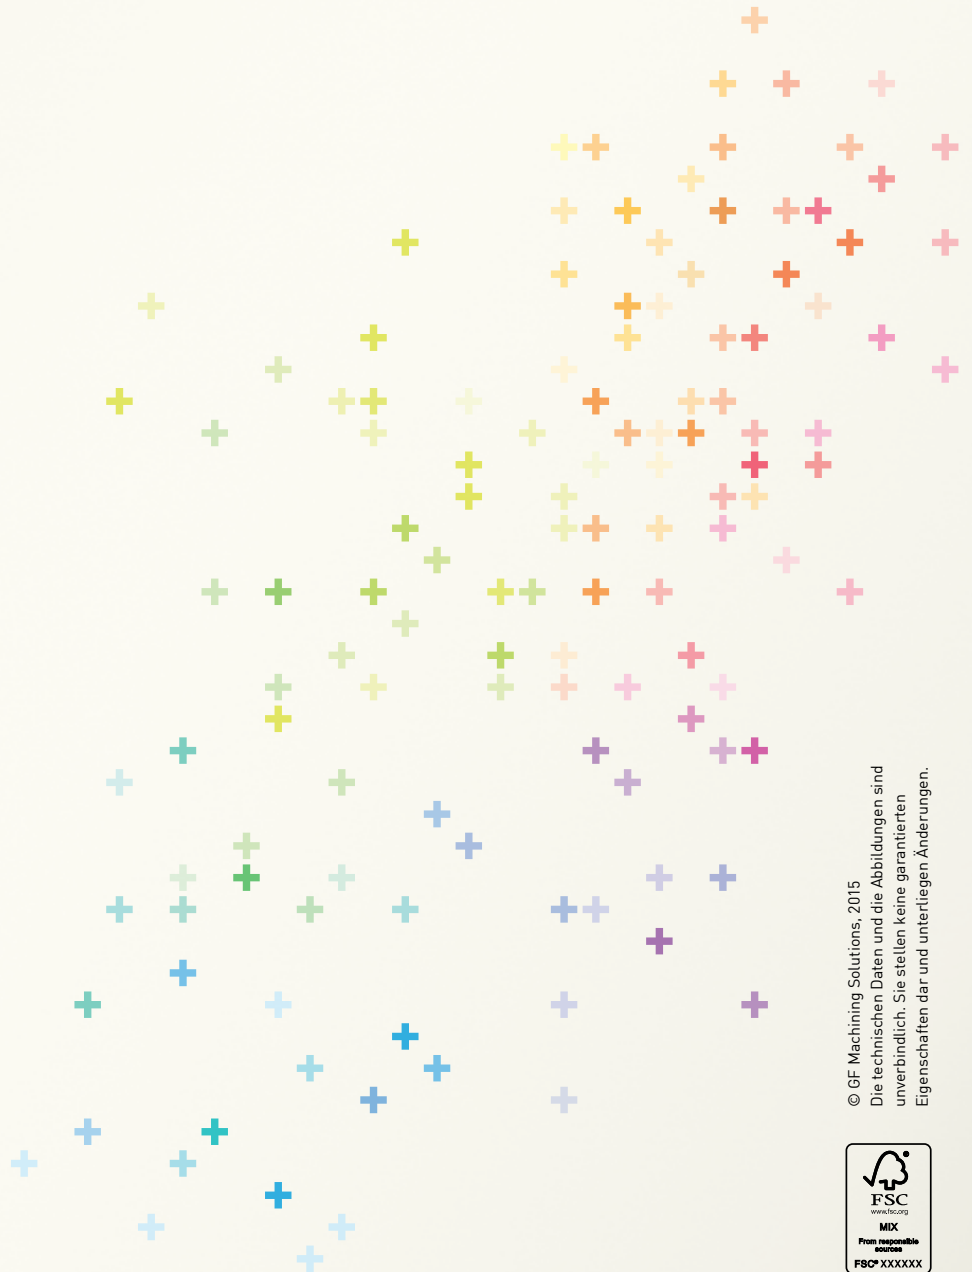 © GF Machining Solutions, 2015
Die technischen Daten und die Abbildungen sind
unverbindlich. Sie stellen keine garantierten
Eigenschaften dar und unterliegen Änderungen.
FSC
www.fsc.org
MIX
From responsible
sources
FSC® XXXXXX